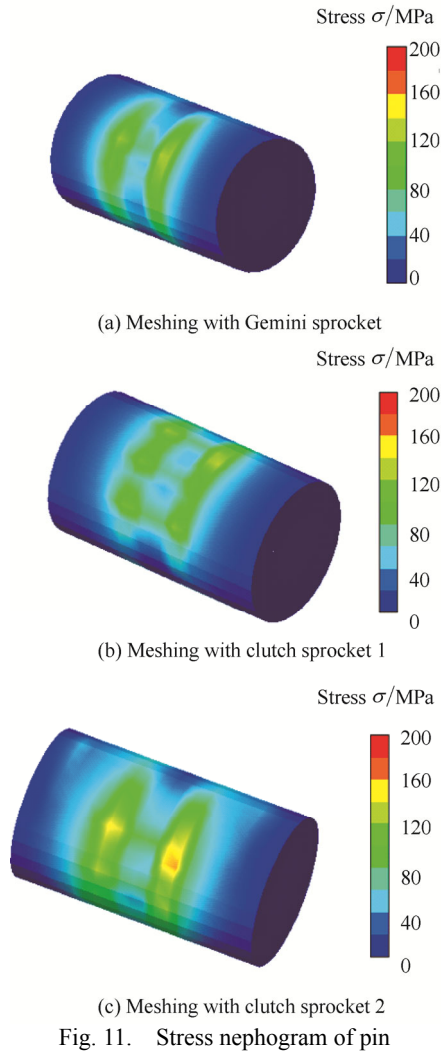 Stress σ/MPa
200
160
120
80
40
0
(a) Meshing with Gemini sprocket
Stress σ/MPa
200
160
120
80
40
0
(b) Meshing with clutch sprocket 1
Stress σ/MPa
200
160
120
80
40
0
(c) Meshing with clutch sprocket 2
Fig. 11. Stress nephogram of pin